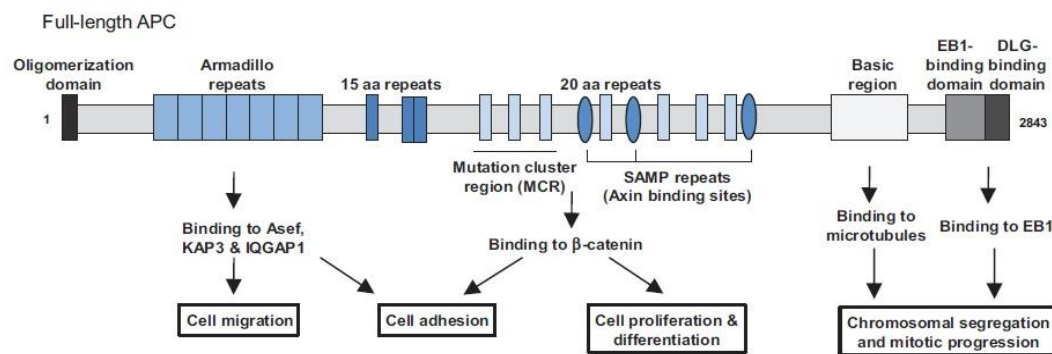 Full-length APC
Oligomerization
domain
Armadillo
repeats
15 aa repeats
20 aa repeats
Basic
region
EB1-
binding
domain
DLG-
binding
domain
1
2843
Mutation cluster
region (MCR)
SAMP repeats
(Axin binding sites)
Binding to Asef,
KAP3 & IQGAP1
Binding to β-catenin
Binding to
microtubules
Binding to EB1
Cell migration
Cell adhesion
Cell proliferation &
differentiation
Chromosomal segregation
and mitotic progression